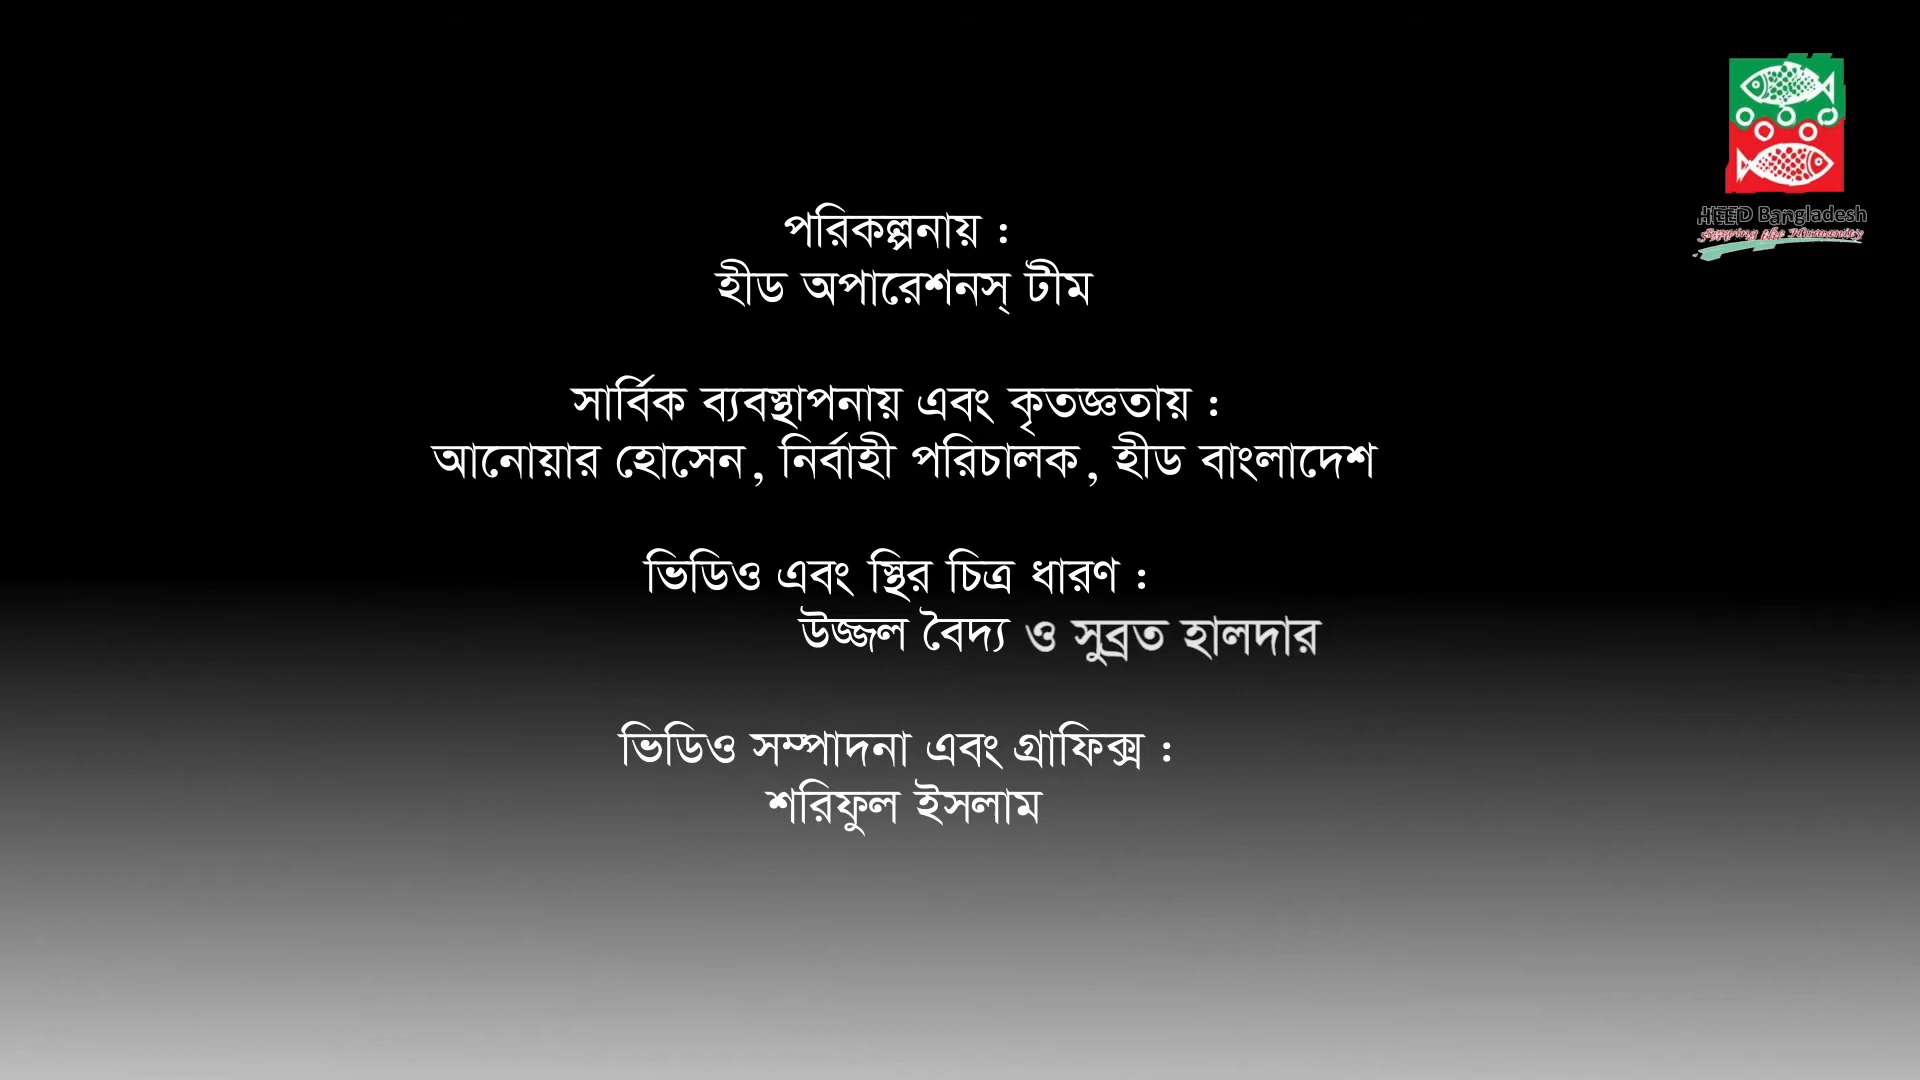 পরিকল্পনায় :
হীড অপারেশনস্ টীম
সার্বিক ব্যবস্থাপনায় এবং কৃতজ্ঞতায় :
আনোয়ার হোসেন, নির্বাহী পরিচালক, হীড বাংলাদেশ
ভিডিও এবং স্থির চিত্র ধারণ :
উজ্জল বৈদ্য ও সুব্রত হালদার
ভিডিও সম্পাদনা এবং গ্রাফিক্স :
শরিফুল ইসলাম
HEED Bangladesh